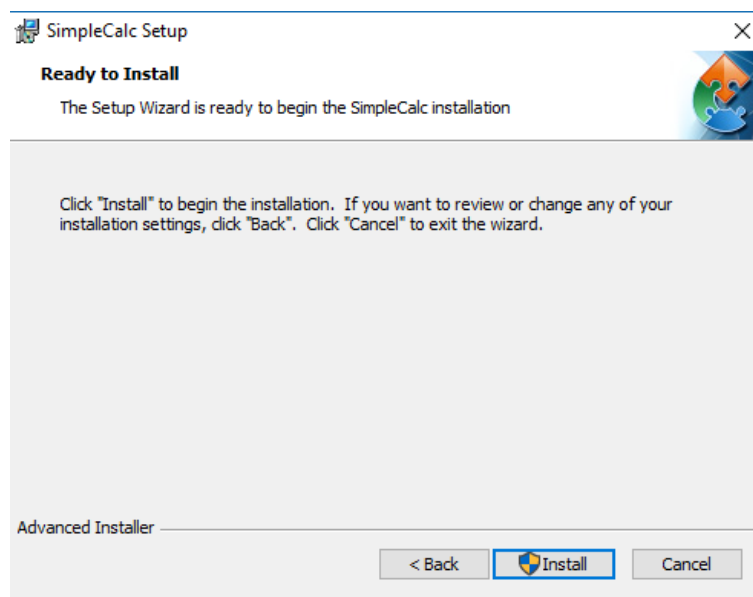 SimpleCalc Setup
Ready to Install
The Setup Wizard is ready to begin the SimpleCalc installation
Click "Install" to begin the installation.  If you want to review or change any of your
installation settings, click "Back".  Click "Cancel" to exit the wizard.
Advanced Installer
< Back
Install
Cancel